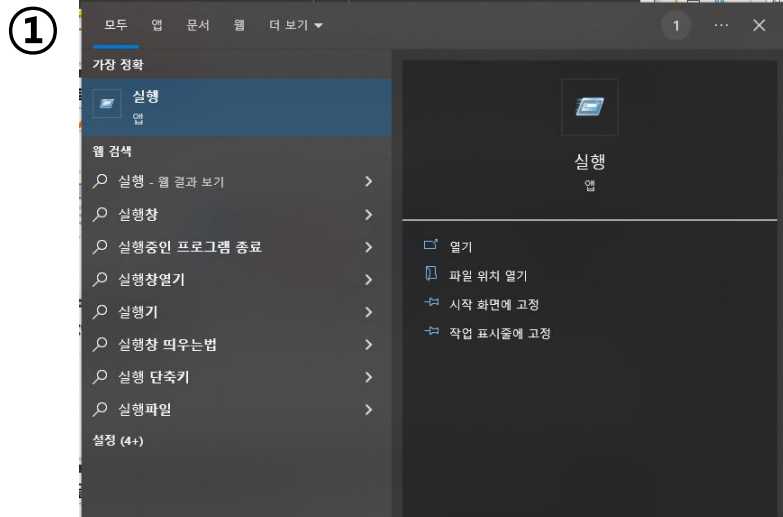 ①
모두 앱 문서 웹 더 보기 1 ...
가장 정확
실행
앱
웹 검색
실행 - 웹 결과 보기
실행창
실행중인 프로그램 종료
실행창열기
실행기
실행창 띄우는법
실행 단축키
실행파일
설정 (4+)
실행
앱
열기
파일 위치 열기
시작 화면에 고정
작업 표시줄에 고정